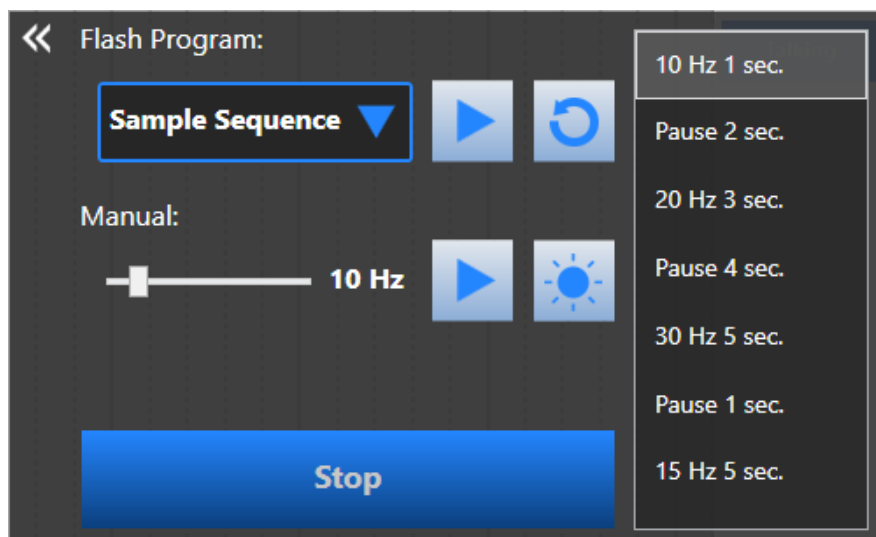 Flash Program:
Sample Sequence
Manual:
10 Hz
Stop
10 Hz 1 sec.
Pause 2 sec.
20 Hz 3 sec.
Pause 4 sec.
30 Hz 5 sec.
Pause 1 sec.
15 Hz 5 sec.